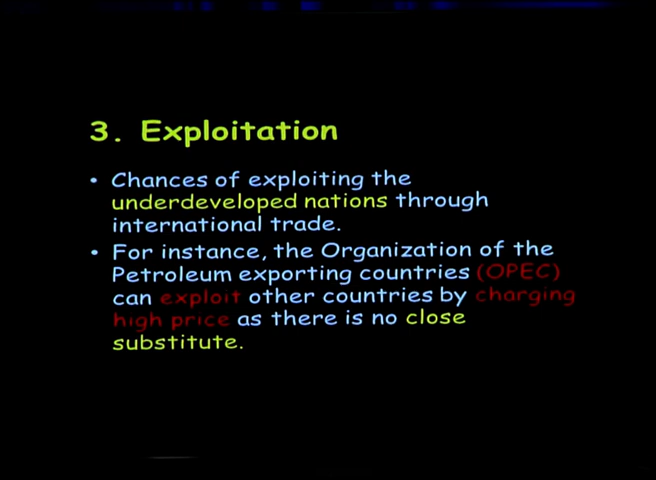 3. Exploitation
• Chances of exploiting the
underdeveloped nations through
international trade.
• For instance, the Organization of the
Petroleum exporting countries (OPEC)
can exploit other countries by charging
high price as there is no close
substitute.